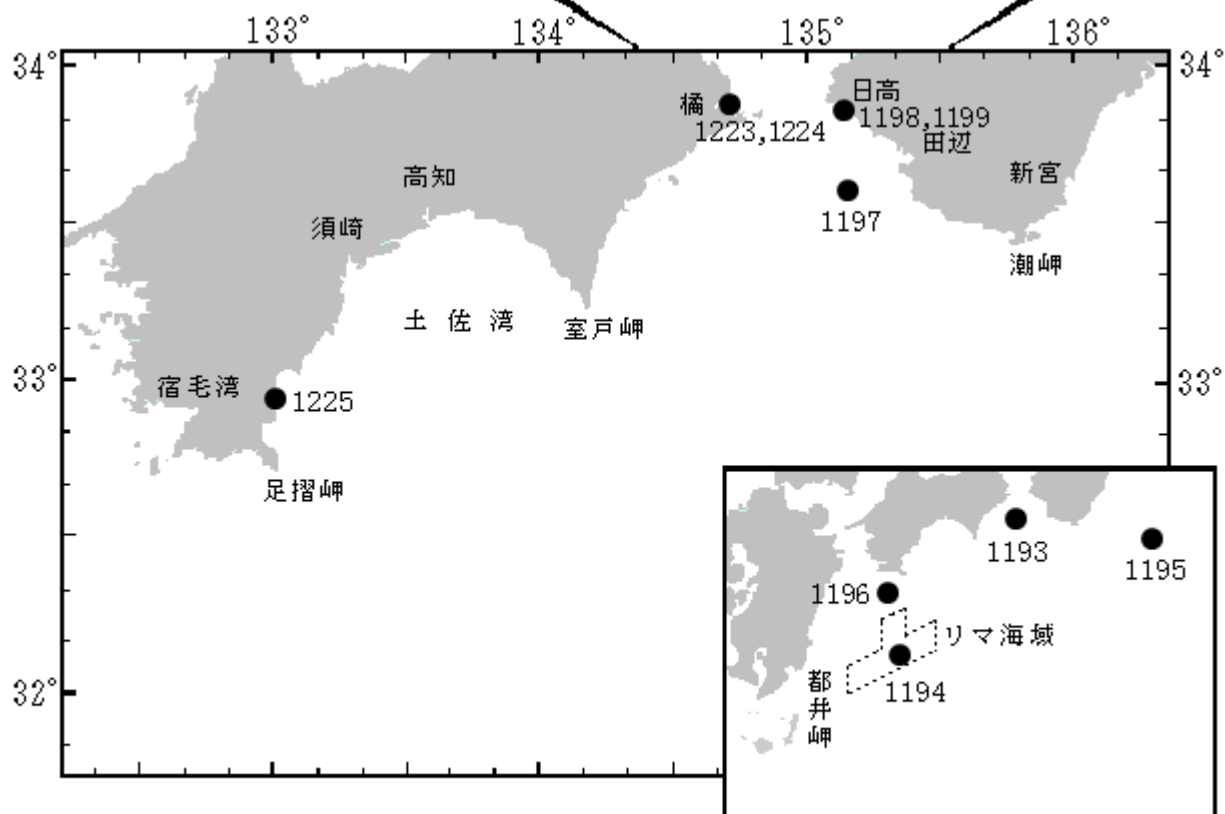 133° 134° 135° 136°
34° 34°
橘
日高
1198,1199
1223,1224
田辺
高知
新宮
1197
須崎
潮岬
土佐湾
室戸岬
33° 33°
宿毛湾
1225
足摺岬
1193
1195
1196
リマ海域
1194
都井岬
32°